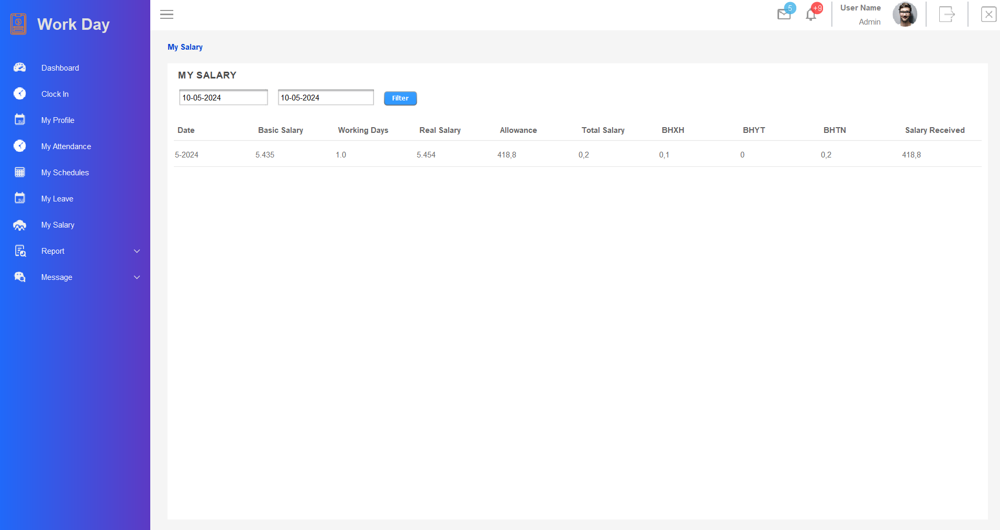 Work Day
5
+9
User Name
Admin
Dashboard
Clock In
My Profile
My Attendance
My Schedules
My Leave
My Salary
Report
Message
My Salary
MY SALARY
10-05-2024 10-05-2024 Filter
Date Basic Salary Working Days Real Salary Allowance Total Salary BHXH BHYT BHTN Salary Received
5-2024 5.435 1.0 5.454 418,8 0,2 0,1 0 0,2 418,8